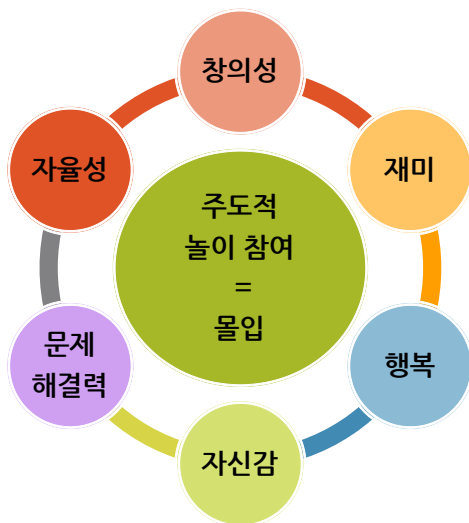 창의성
재미
행복
자신감
문제
해결력
자율성
주도적
놀이 참여
=
몰입